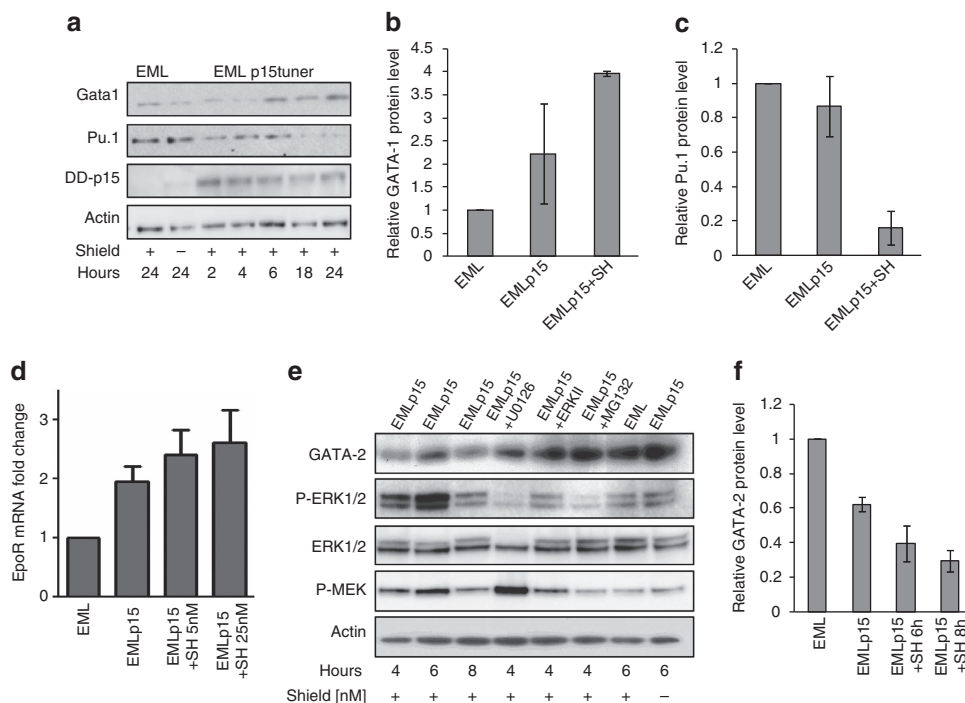 a
EML EML p15tuner
Gata1
Pu.1
DD-p15
Actin
Shield + − + + + + +
Hours 24 24 2 4 6 18 24
b
Relative GATA-1 protein level
4.5
4
3.5
3
2.5
2
1.5
1
0.5
0
EML
EMLp15
EMLp15+SH
c
Relative Pu.1 protein level
1.2
1
0.8
0.6
0.4
0.2
0
EML
EMLp15
EMLp15+SH
d
EpoR mRNA fold change
3
2
1
0
EML
EMLp15
EMLp15
+SH 5nM
EMLp15
+SH 25nM
e
EMLp15
EMLp15
EMLp15
EMLp15
+U0126
EMLp15
+ERKII
EMLp15
+MG132
EML
EMLp15
GATA-2
P-ERK1/2
ERK1/2
P-MEK
Actin
Hours 4 6 8 4 4 4 6 6
Shield [nM] + + + + + + + −
f
Relative GATA-2 protein level
1.2
1
0.8
0.6
0.4
0.2
0
EML
EMLp15
EMLp15
+SH 6h
EMLp15
+SH 8h